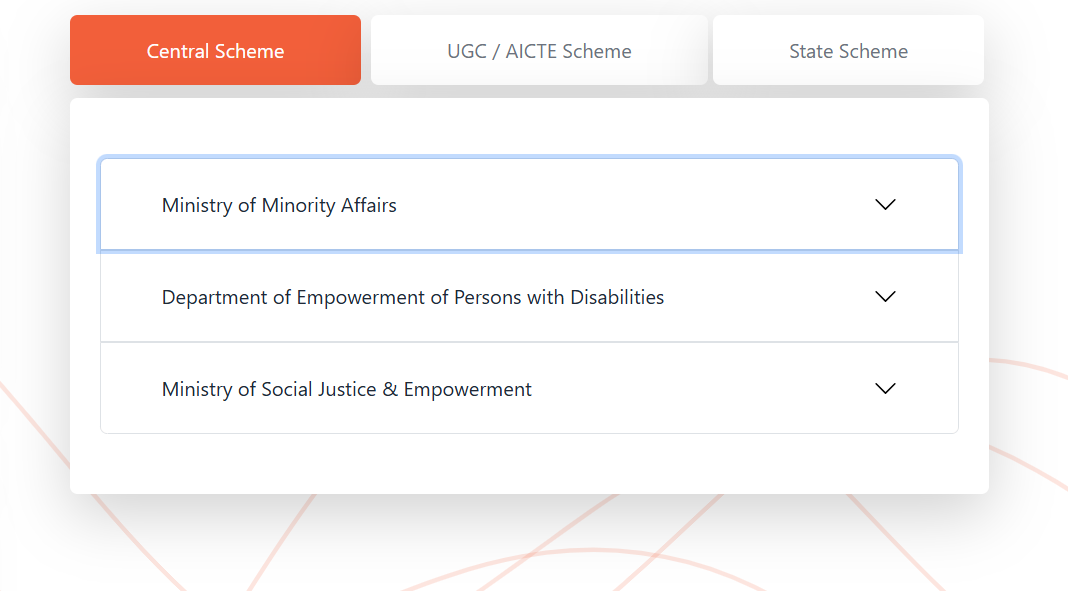 Central Scheme
UGC / AICTE Scheme
State Scheme
Ministry of Minority Affairs
Department of Empowerment of Persons with Disabilities
Ministry of Social Justice & Empowerment